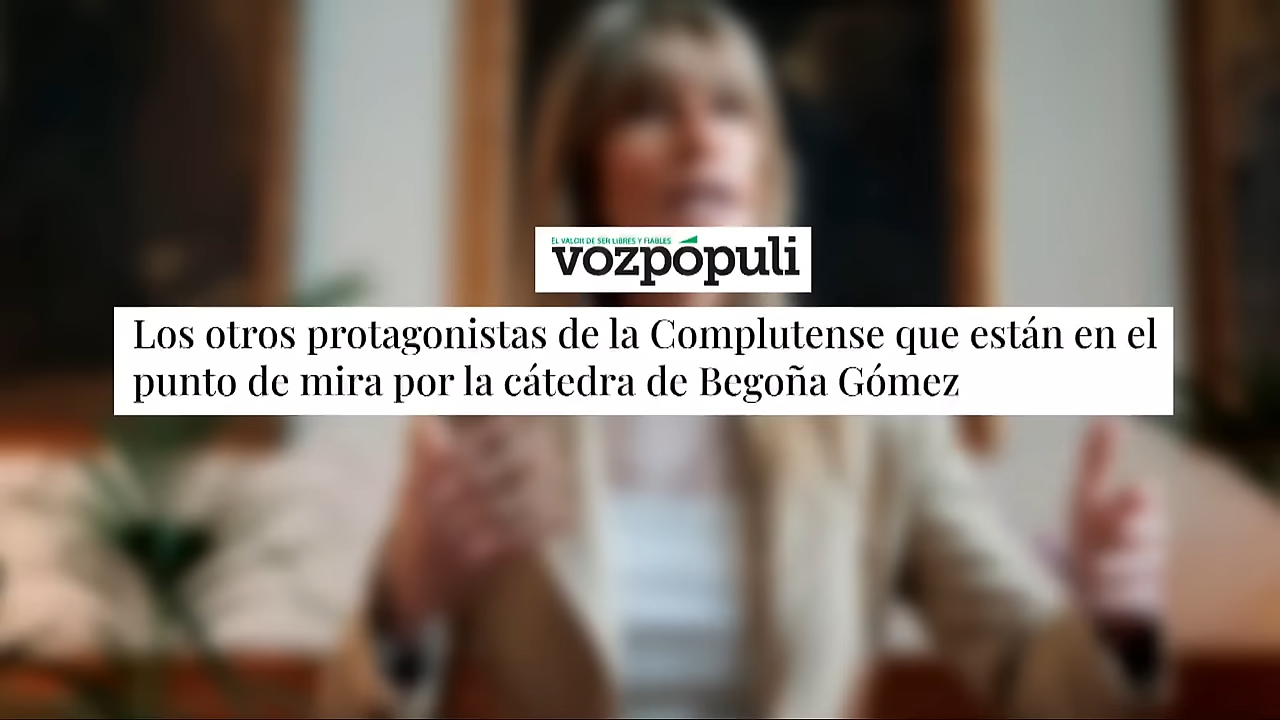 EL VALOR DE SER LIBRES Y FIABLES
vozpópuli
Los otros protagonistas de la Complutense que están en el
punto de mira por la cátedra de Begoña Gómez